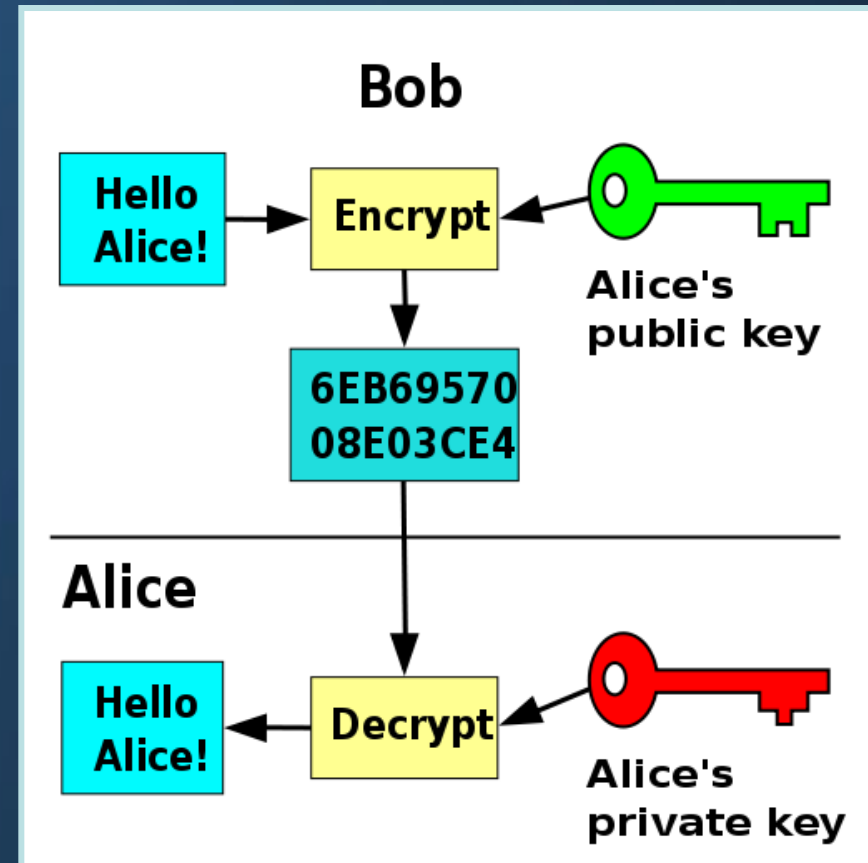 Bob
Hello
Alice!
Encrypt
Alice's
public key
6EB69570
08E03CE4
Alice
Hello
Alice!
Decrypt
Alice's
private key